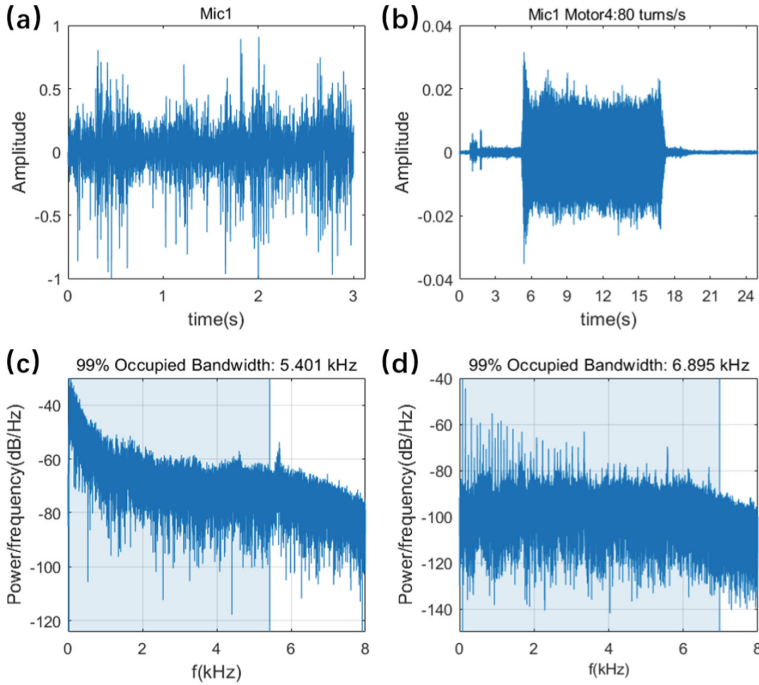 (a)
Mic1
1
0.5
0
-0.5
-1
Amplitude
0 1 2 3
time(s)
(b)
Mic1 Motor4:80 turns/s
0.04
0.02
0
-0.02
-0.04
Amplitude
0 3 6 9 12 15 18 21 24
time(s)
(c)
99% Occupied Bandwidth: 5.401 kHz
-40
-60
-80
-100
-120
Power/frequency(dB/Hz)
0 2 4 6 8
f(kHz)
(d)
99% Occupied Bandwidth: 6.895 kHz
-40
-60
-80
-100
-120
-140
Power/frequency(dB/Hz)
0 2 4 6 8
f(kHz)